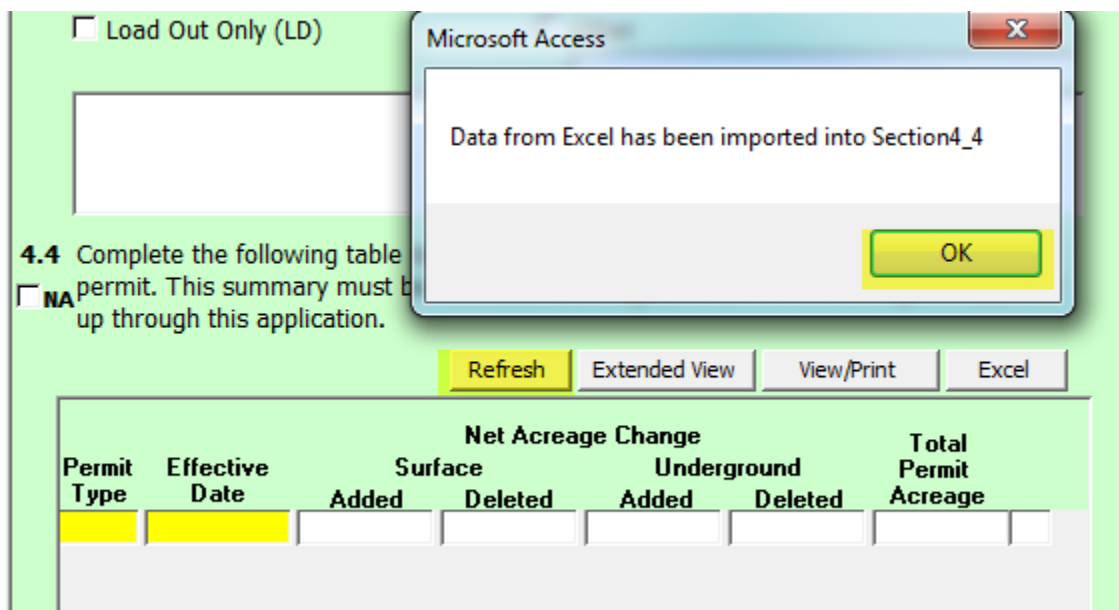 Load Out Only (LD)
Microsoft Access
Data from Excel has been imported into Section4_4
OK
4.4 Complete the following table
NA permit. This summary must b
up through this application.
Refresh Extended View View/Print Excel
Net Acreage Change
Permit Type Effective Date Surface Underground Total Permit Acreage
Added Deleted Added Deleted